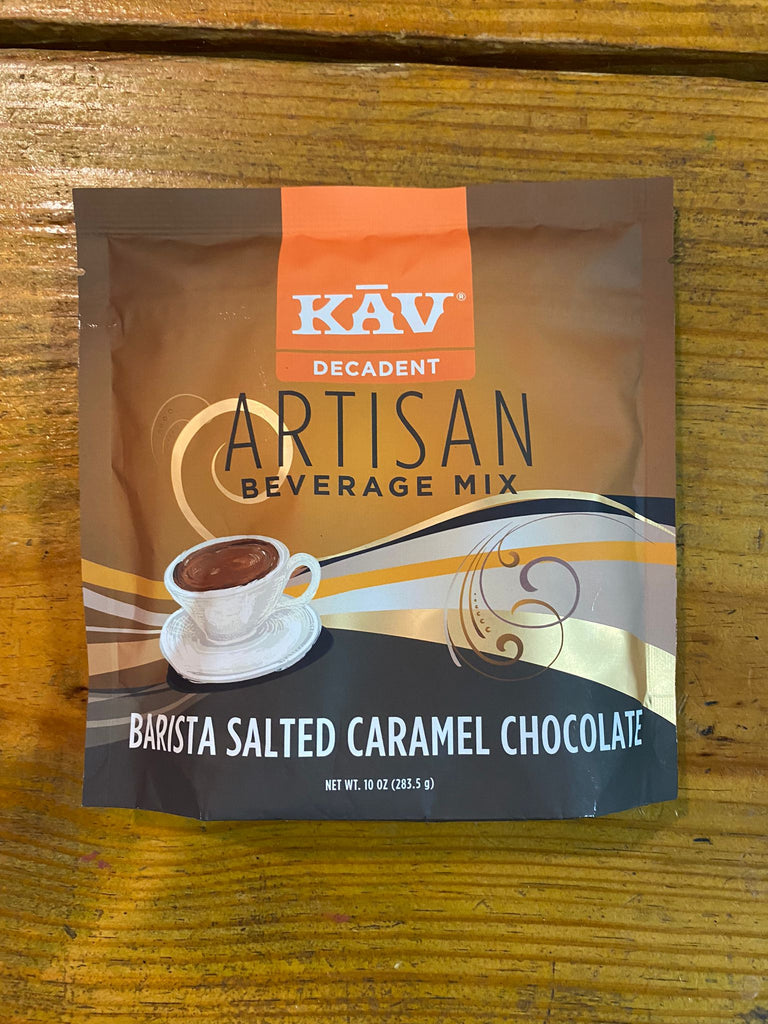 KĀV®
DECADENT
ARTISAN
BEVERAGE MIX
BARISTA SALTED CARAMEL CHOCOLATE
NET WT. 10 OZ (283.5 g)